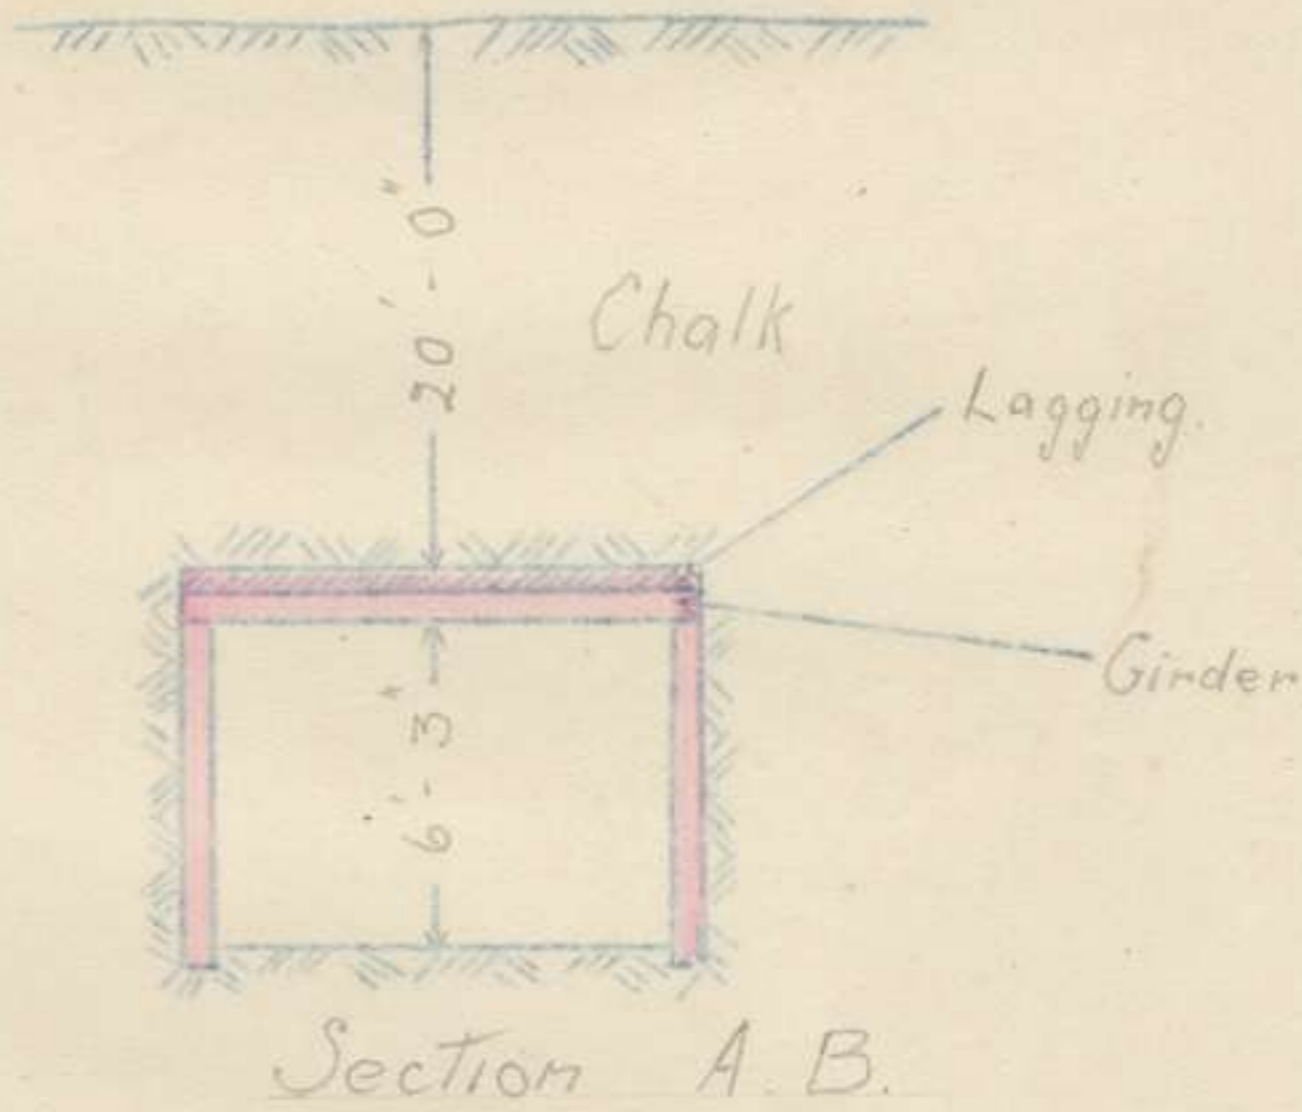 20' - 0"
Chalk
Lagging.
Girder
6' - 3"
Section A. B.